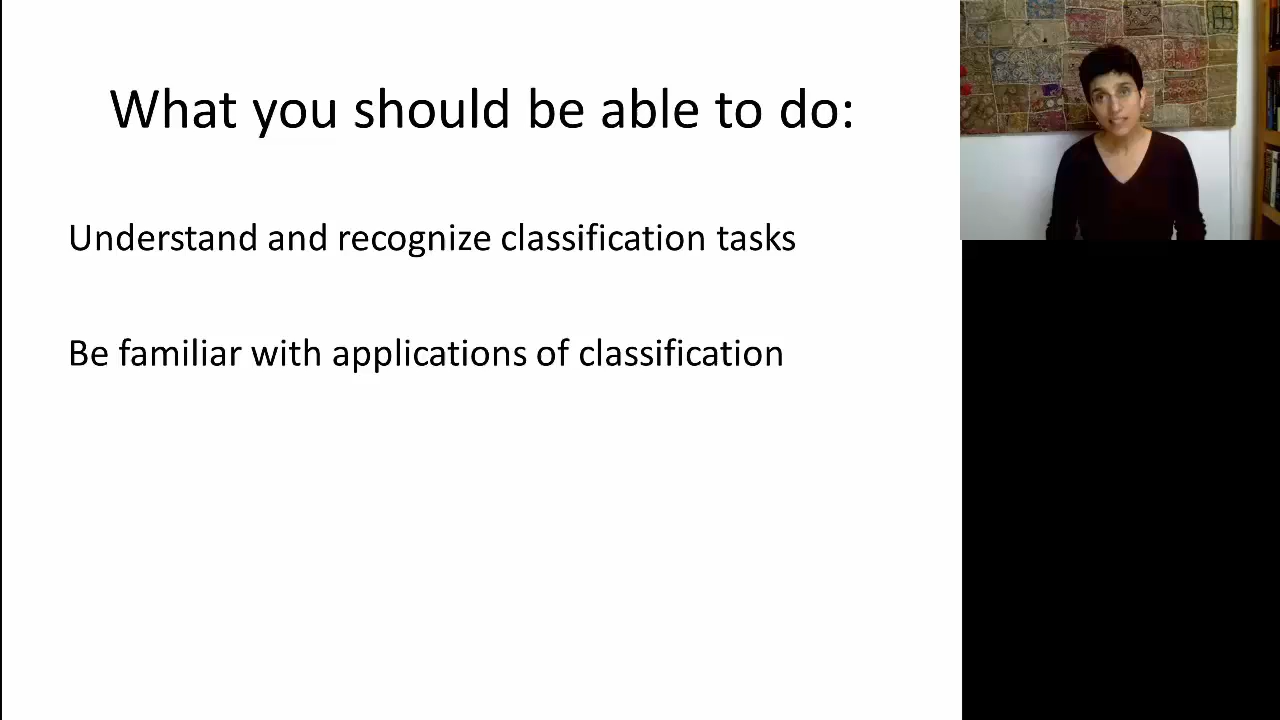 What you should be able to do:
Understand and recognize classification tasks
Be familiar with applications of classification